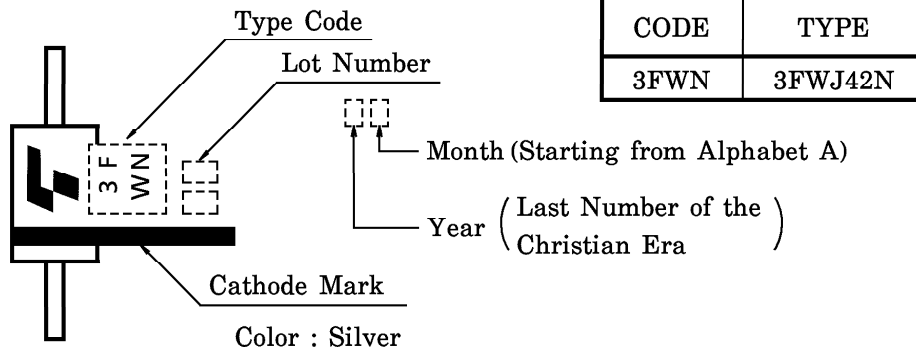 Type Code
CODE TYPE
Lot Number
3FWN 3FWJ42N
Month (Starting from Alphabet A)
3 F
WN
Year (Last Number of the
Christian Era)
Cathode Mark
Color : Silver